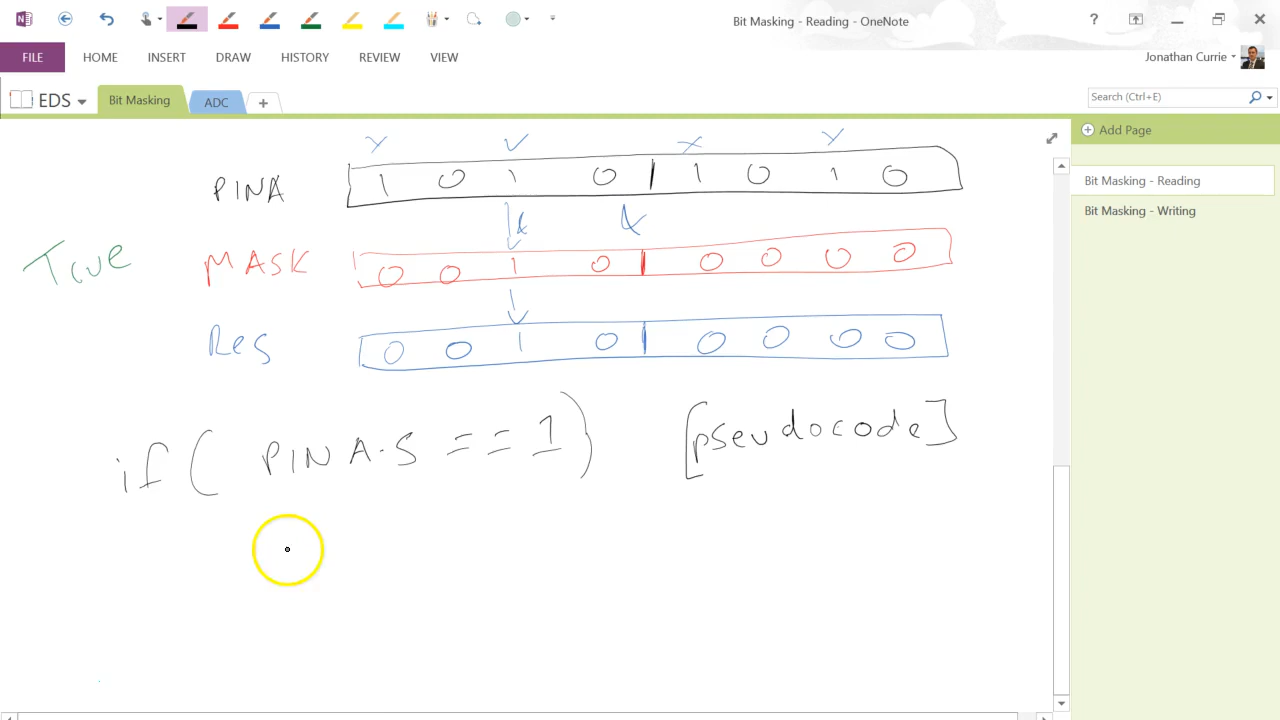 Bit Masking - Reading - OneNote
FILE HOME INSERT DRAW HISTORY REVIEW VIEW
Jonathan Currie
EDS Bit Masking ADC
Search (Ctrl+E)
Add Page
Bit Masking - Reading
Bit Masking - Writing
PINA 1 0 1 0 1 0 1 0
& &
True MASK 0 0 1 0 0 0 0 0
Res 0 0 1 0 0 0 0 0
if ( PINA.5 == 1 ) [pseudocode]